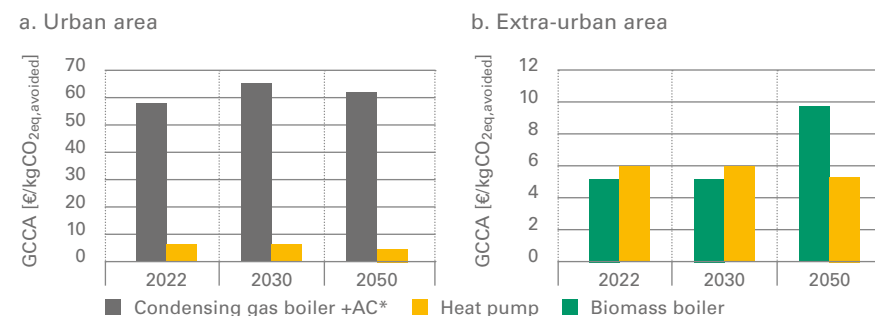 a. Urban area
GCCA [€/kgCO2eq,avoided]
70
60
50
40
30
20
10
0
2022 2030 2050
b. Extra-urban area
GCCA [€/kgCO2eq,avoided]
12
10
8
6
4
2
0
2022 2030 2050
Condensing gas boiler +AC* Heat pump Biomass boiler